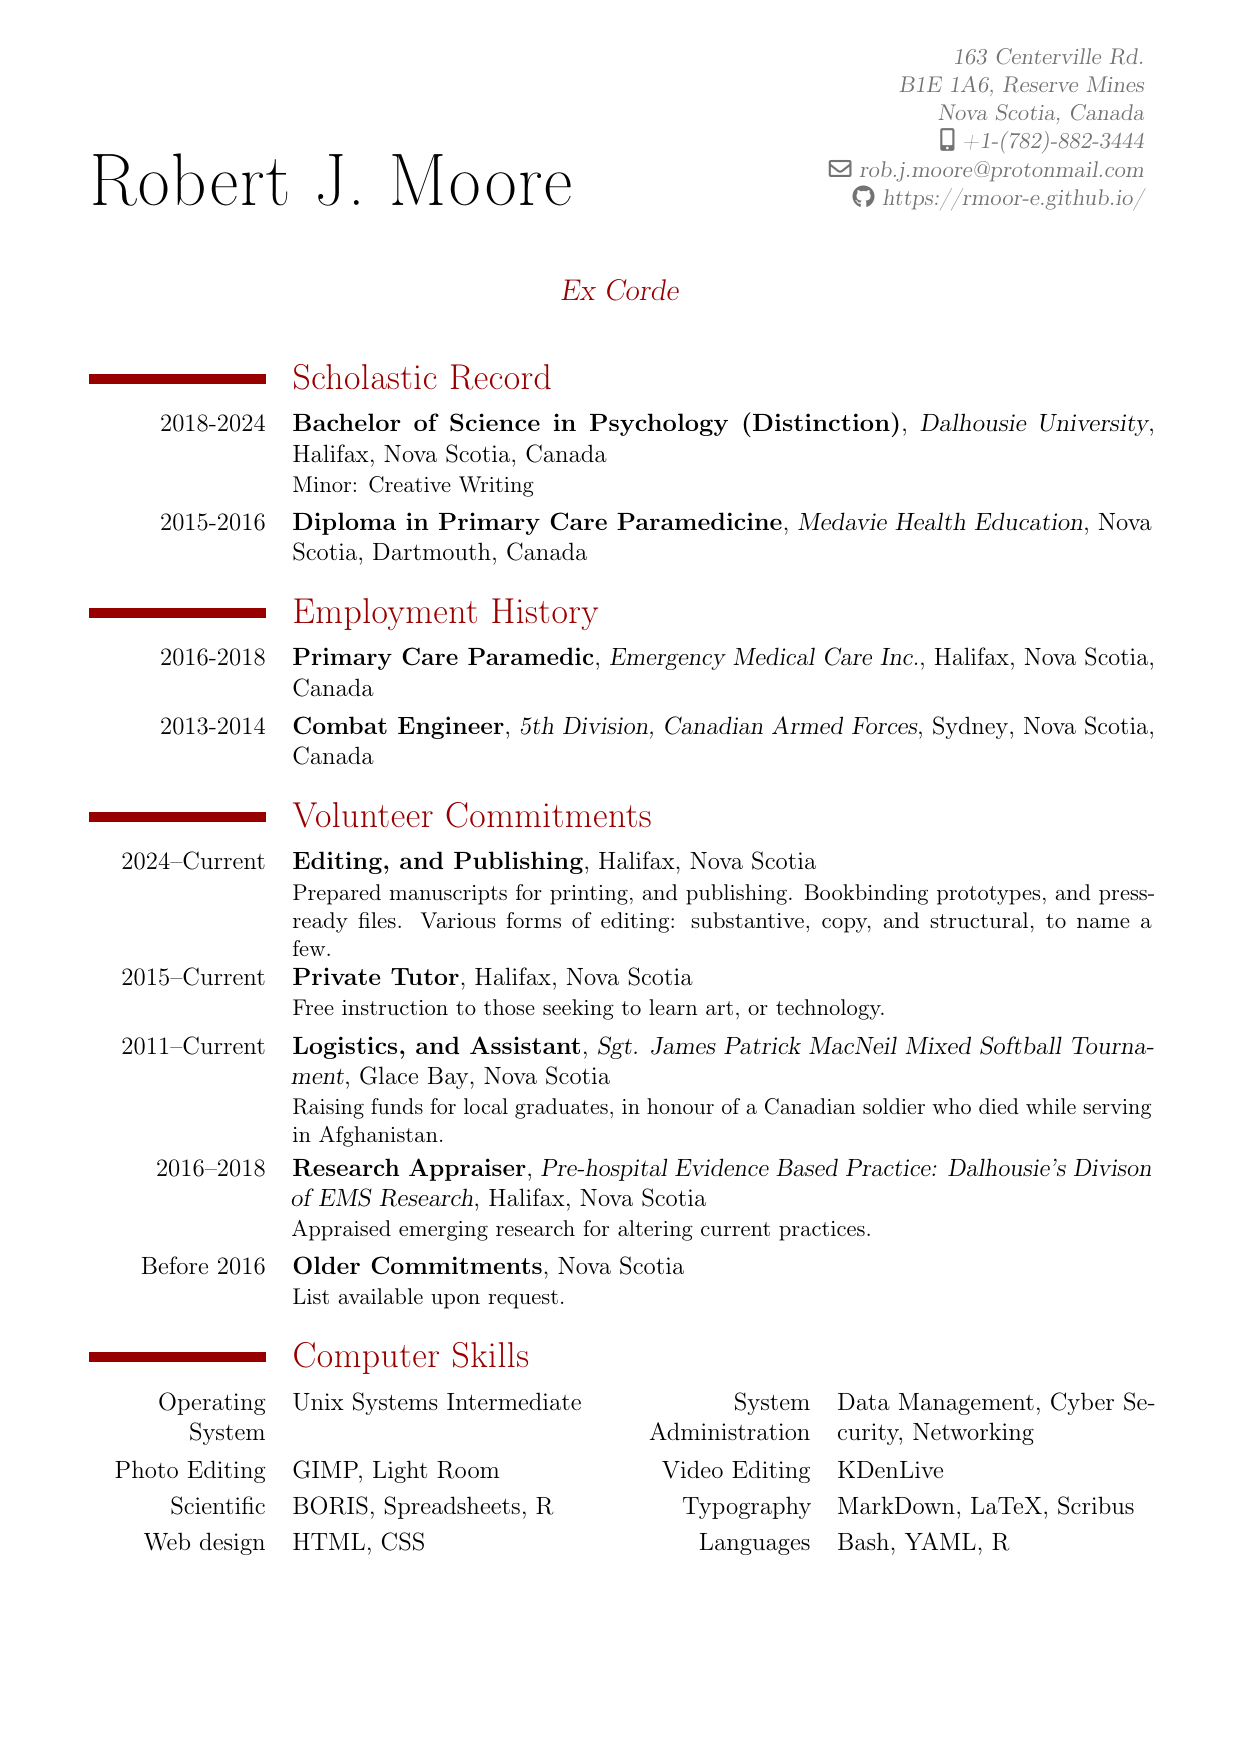 163 Centerville Rd.
B1E 1A6, Reserve Mines
Nova Scotia, Canada
+1-(782)-882-3444
rob.j.moore@protonmail.com
https://rmoor-e.github.io/
Robert J. Moore
Ex Corde
Scholastic Record
2018-2024 Bachelor of Science in Psychology (Distinction), Dalhousie University,
Halifax, Nova Scotia, Canada
Minor: Creative Writing
2015-2016 Diploma in Primary Care Paramedicine, Medavie Health Education, Nova
Scotia, Dartmouth, Canada
Employment History
2016-2018 Primary Care Paramedic, Emergency Medical Care Inc., Halifax, Nova Scotia,
Canada
2013-2014 Combat Engineer, 5th Division, Canadian Armed Forces, Sydney, Nova Scotia,
Canada
Volunteer Commitments
2024–Current Editing, and Publishing, Halifax, Nova Scotia
Prepared manuscripts for printing, and publishing. Bookbinding prototypes, and press-
ready files. Various forms of editing: substantive, copy, and structural, to name a
few.
2015–Current Private Tutor, Halifax, Nova Scotia
Free instruction to those seeking to learn art, or technology.
2011–Current Logistics, and Assistant, Sgt. James Patrick MacNeil Mixed Softball Tourna-
ment, Glace Bay, Nova Scotia
Raising funds for local graduates, in honour of a Canadian soldier who died while serving
in Afghanistan.
2016–2018 Research Appraiser, Pre-hospital Evidence Based Practice: Dalhousie's Divison
of EMS Research, Halifax, Nova Scotia
Appraised emerging research for altering current practices.
Before 2016 Older Commitments, Nova Scotia
List available upon request.
Computer Skills
Operating Unix Systems Intermediate System Data Management, Cyber Se-
System Administration curity, Networking
Photo Editing GIMP, Light Room Video Editing KDenLive
Scientific BORIS, Spreadsheets, R Typography MarkDown, LaTeX, Scribus
Web design HTML, CSS Languages Bash, YAML, R